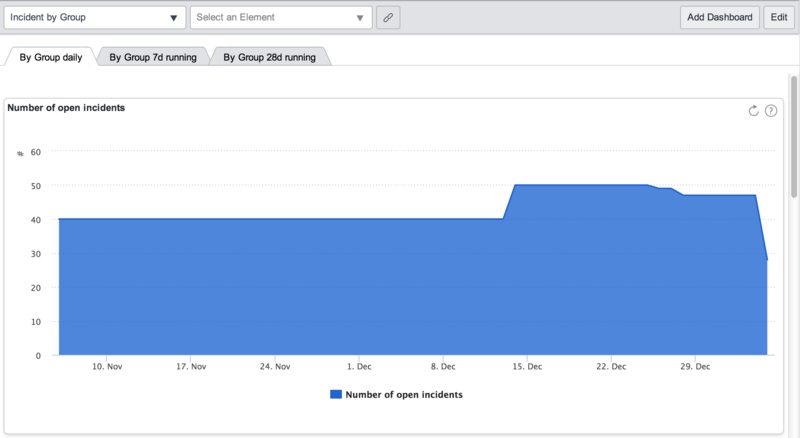 Incident by Group
Select an Element
Add Dashboard
Edit
By Group daily
By Group 7d running
By Group 28d running
Number of open incidents
#
60
50
40
30
20
10
0
10. Nov
17. Nov
24. Nov
1. Dec
8. Dec
15. Dec
22. Dec
29. Dec
Number of open incidents